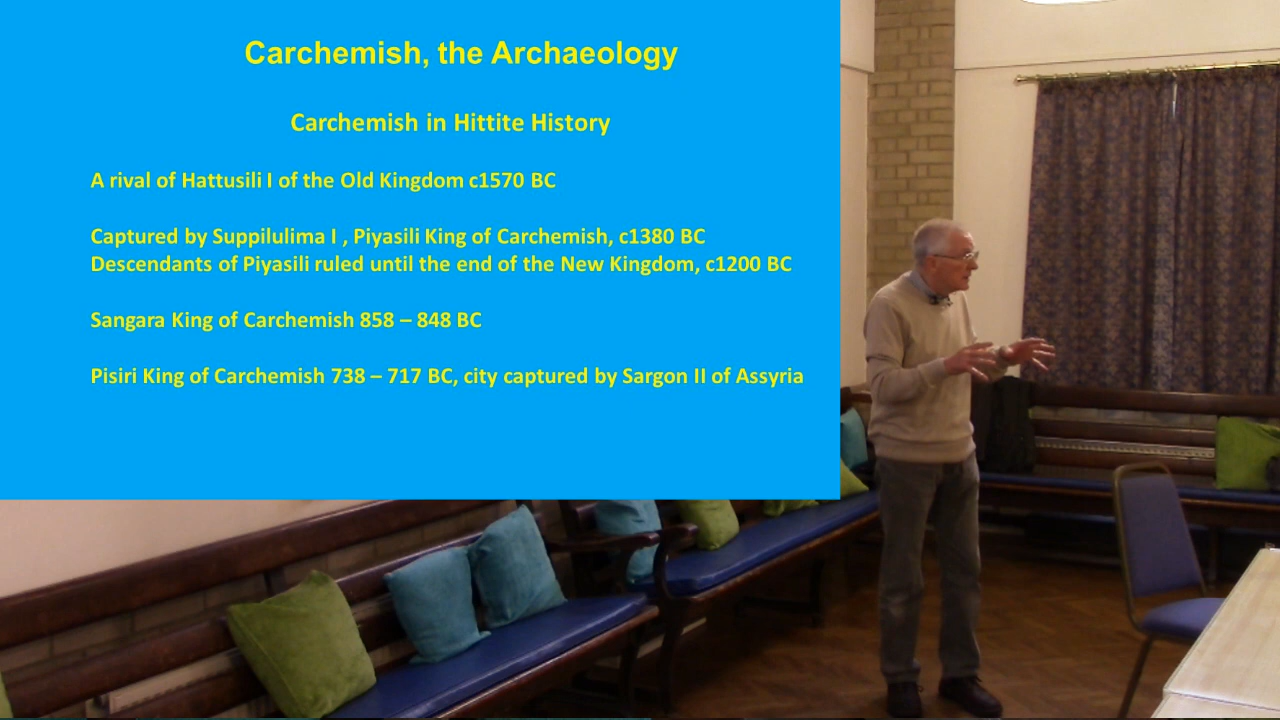 Carchemish, the Archaeology
Carchemish in Hittite History
A rival of Hattusili I of the Old Kingdom c1570 BC
Captured by Suppilulima I , Piyasili King of Carchemish, c1380 BC
Descendants of Piyasili ruled until the end of the New Kingdom, c1200 BC
Sangara King of Carchemish 858 – 848 BC
Pisiri King of Carchemish 738 – 717 BC, city captured by Sargon II of Assyria